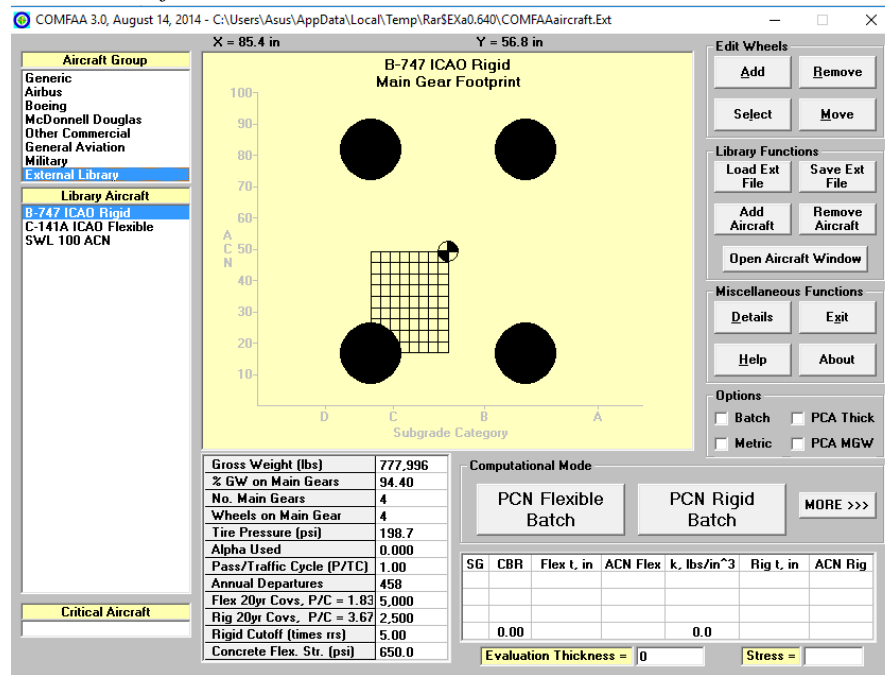 COMFAA 3.0, August 14, 2014 - C:\Users\Asus\AppData\Local\Temp\Rar$EXa0.640\COMFAAaircraft.Ext
X = 85.4 in Y = 56.8 in
Aircraft Group
Generic
Airbus
Boeing
McDonnell Douglas
Other Commercial
General Aviation
Military
External Library
Library Aircraft
B-747 ICAO Rigid
C-141A ICAO Flexible
SWL 100 ACN
Critical Aircraft
B-747 ICAO Rigid
Main Gear Footprint
100
90
80
70
60
50
40
30
20
10
ACN
D C B A
Subgrade Category
Gross Weight (lbs) 777,996
% GW on Main Gears 94.40
No. Main Gears 4
Wheels on Main Gear 4
Tire Pressure (psi) 198.7
Alpha Used 0.000
Pass/Traffic Cycle (P/TC) 1.00
Annual Departures 458
Flex 20yr Covs, P/C = 1.83 5,000
Rig 20yr Covs, P/C = 3.67 2,500
Rigid Cutoff (times rrs) 5.00
Concrete Flex. Str. (psi) 650.0
Edit Wheels
Add Remove
Select Move
Library Functions
Load Ext File Save Ext File
Add Aircraft Remove Aircraft
Open Aircraft Window
Miscellaneous Functions
Details Exit
Help About
Options
Batch PCA Thick
Metric PCA MGW
Computational Mode
PCN Flexible Batch PCN Rigid Batch MORE >>>
SG CBR Flex t, in ACN Flex k, lbs/in^3 Rig t, in ACN Rig
0.00 0.0
Evaluation Thickness = 0 Stress =